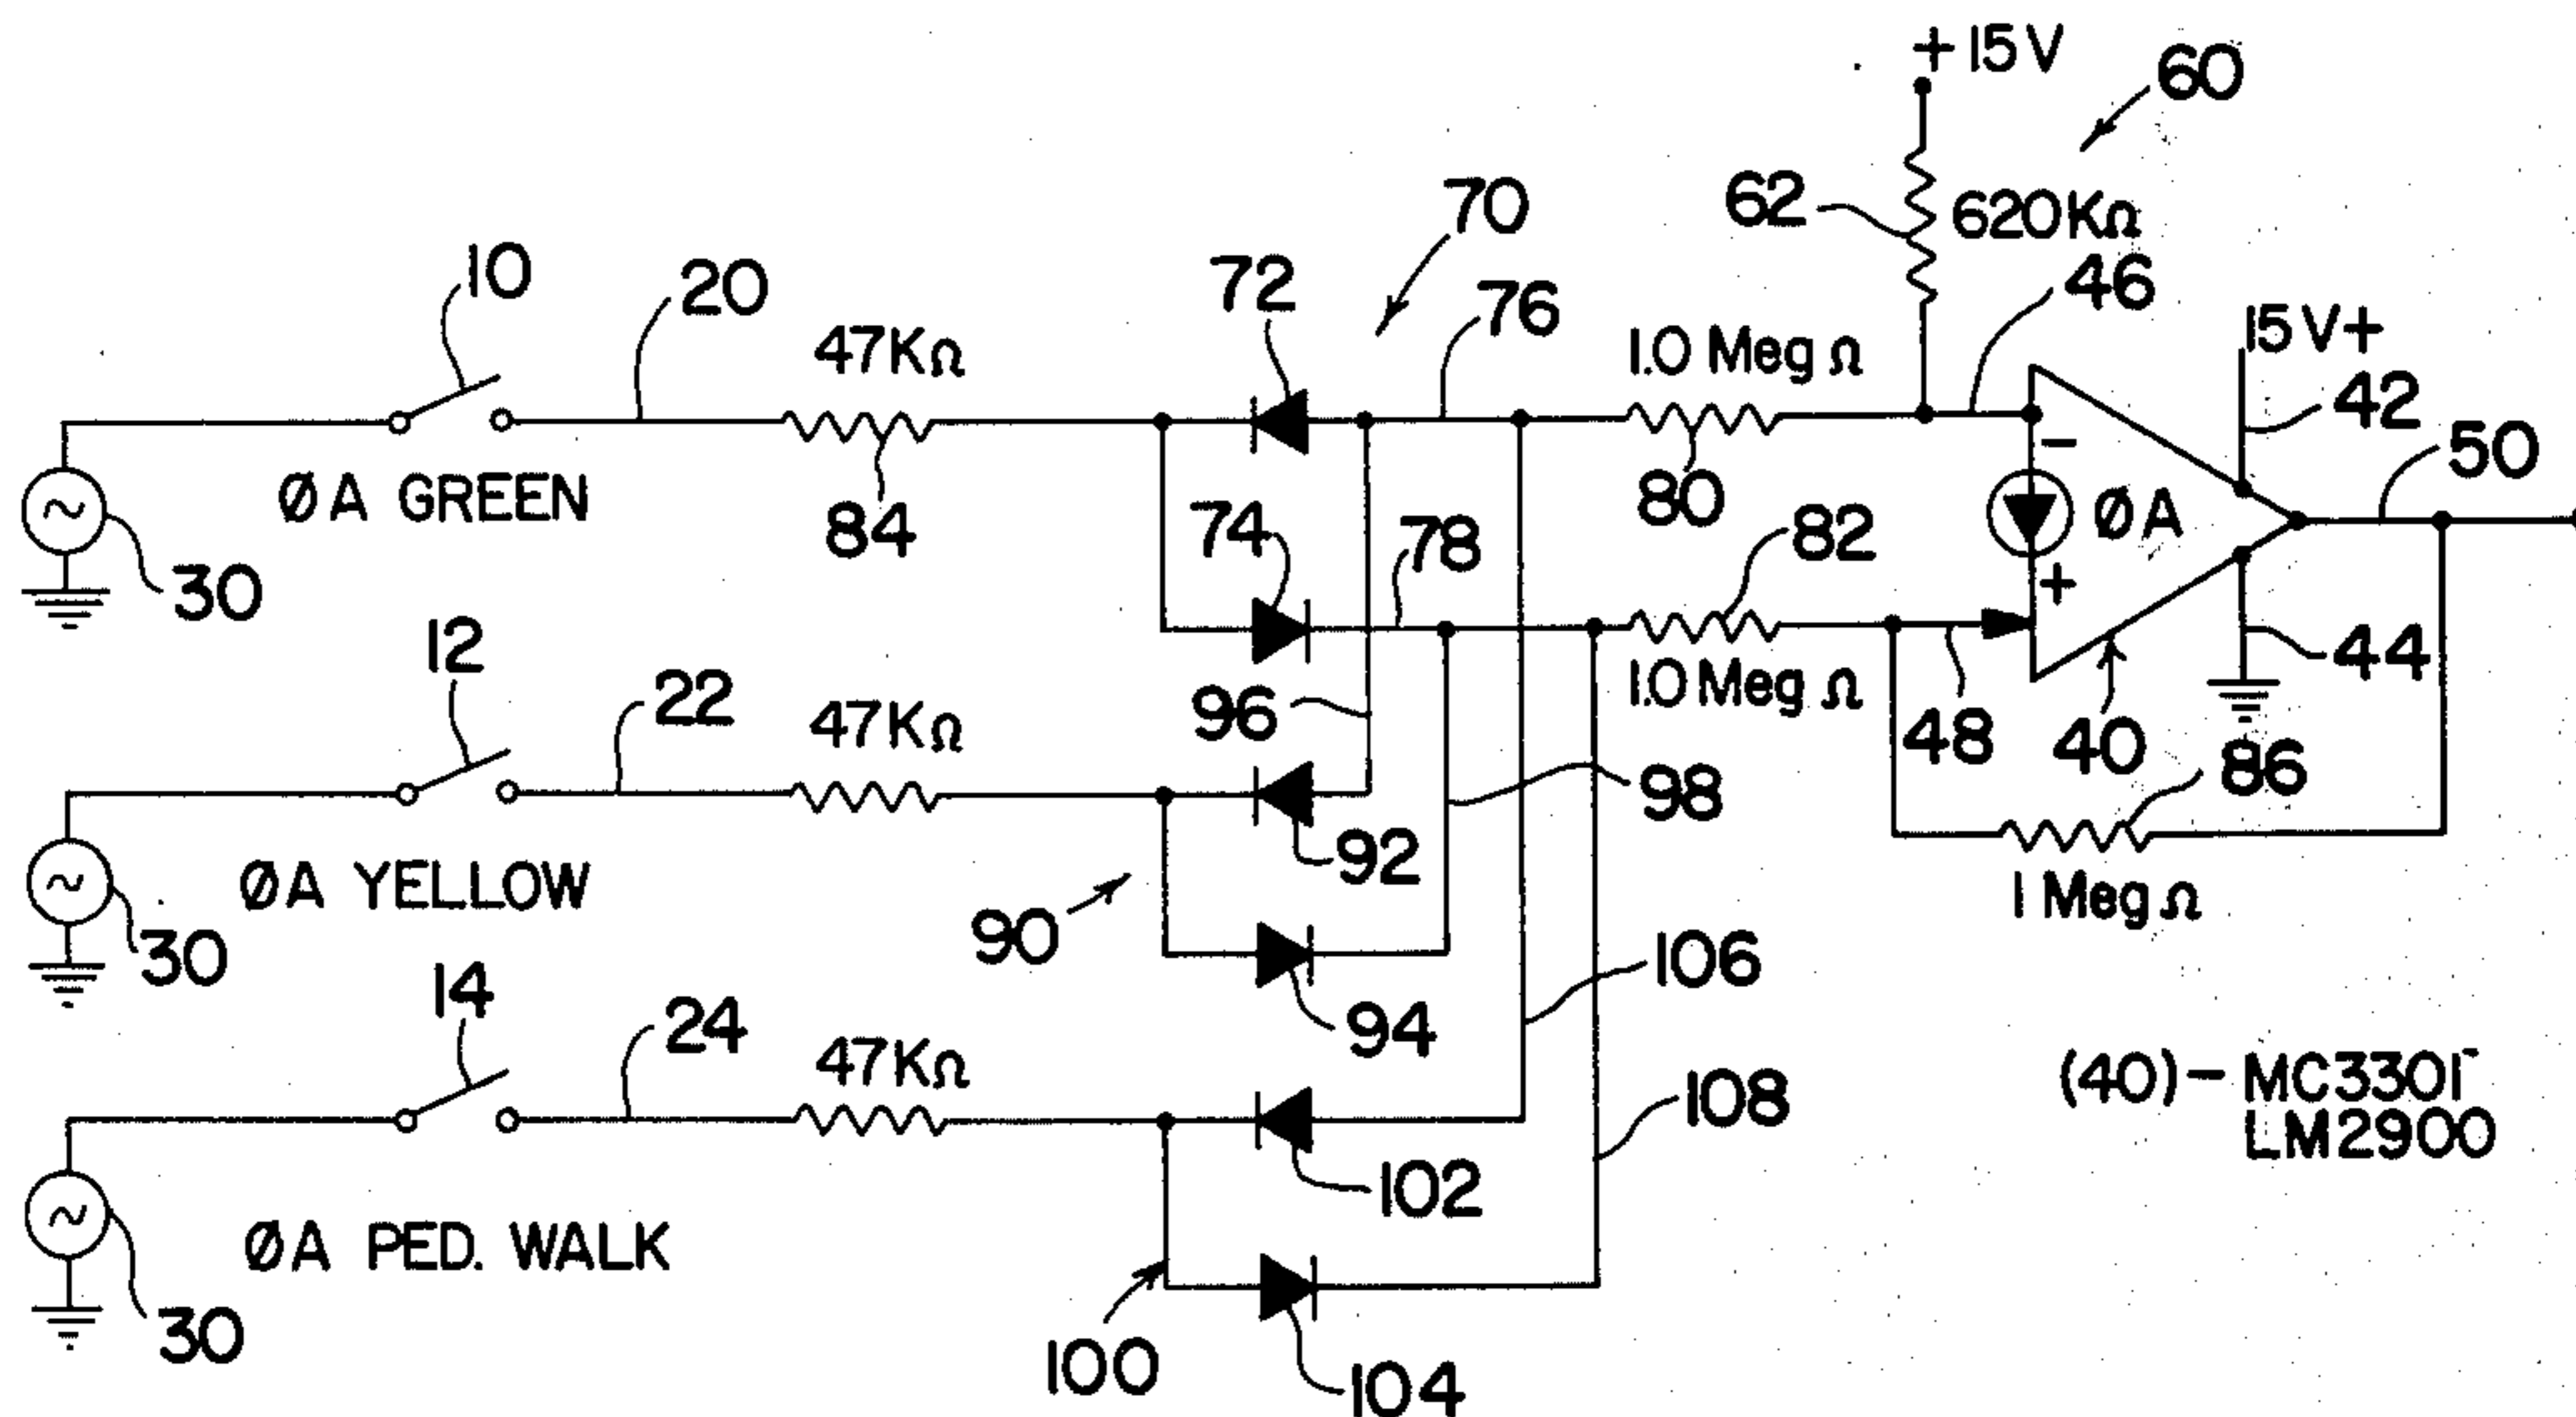 +15V
60
70
62
620KΩ
10
20
72
76
46
47KΩ
1.0 Meg Ω
15V+
42
50
ØA GREEN
84
74
78
80
82
−
ØA
+
30
12
22
47KΩ
96
1.0 Meg Ω
48
40
44
86
98
ØA YELLOW
92
1 Meg Ω
90
30
14
24
47KΩ
94
106
108
(40)- MC3301
LM2900
102
ØA PED. WALK
30
100
104